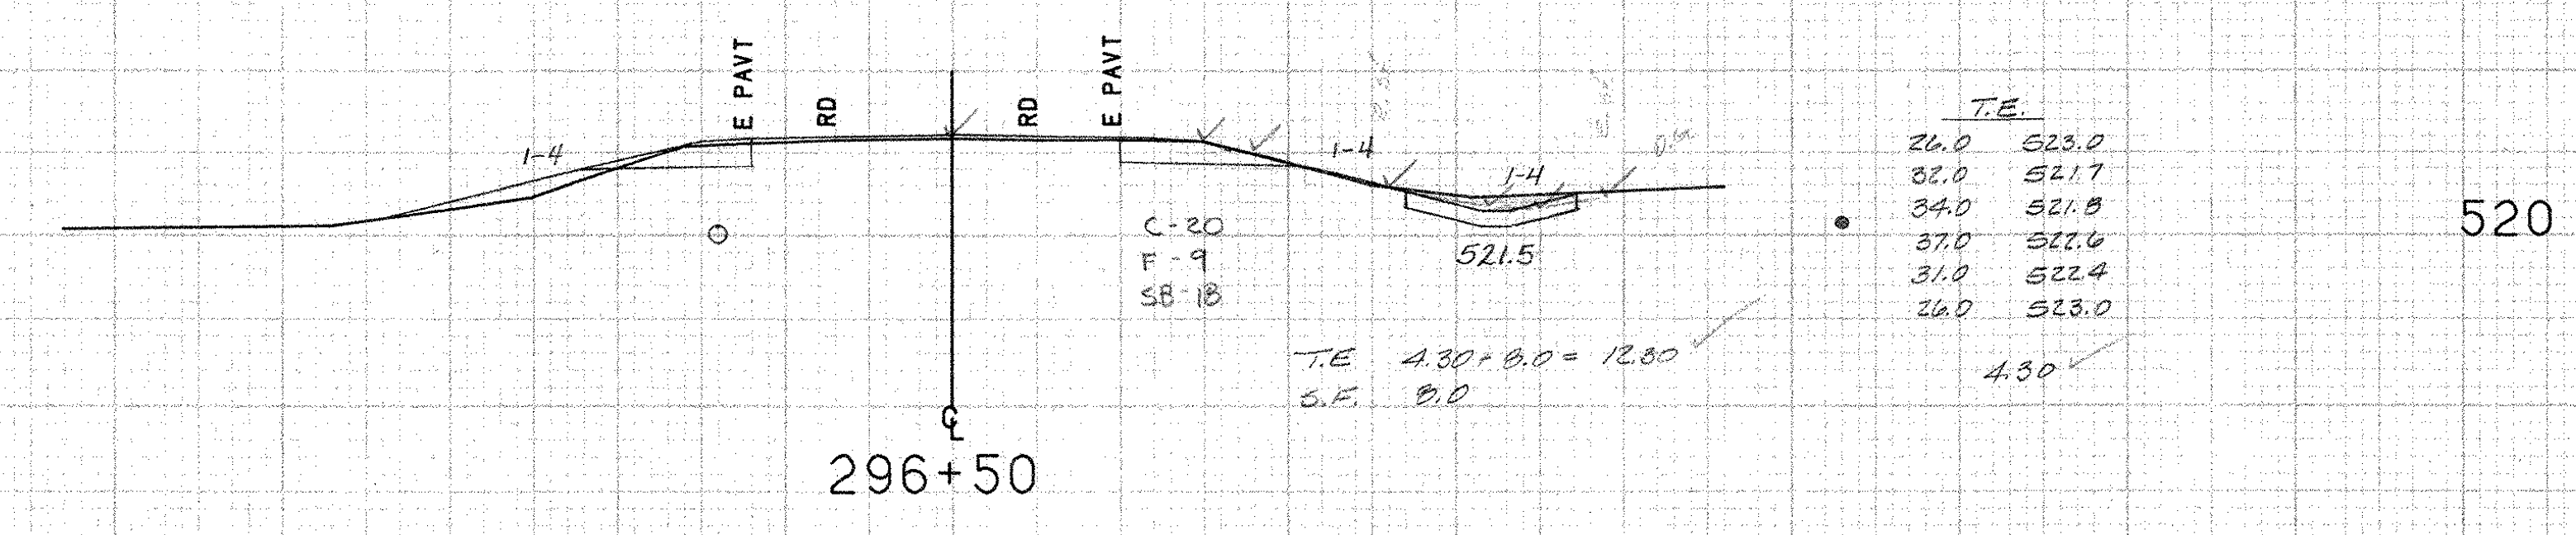 E PAVT
RD
RD
E PAVT
1-4
1-4
1-4
T.E.
26.0 523.0
32.0 521.7
34.0 521.8
37.0 522.6
31.0 522.4
26.0 523.0
4.30
520
C-20
F-9
SB-18
521.5
T.E 4.30 + 8.0 = 12.30
S.F. 8.0
℄
296+50